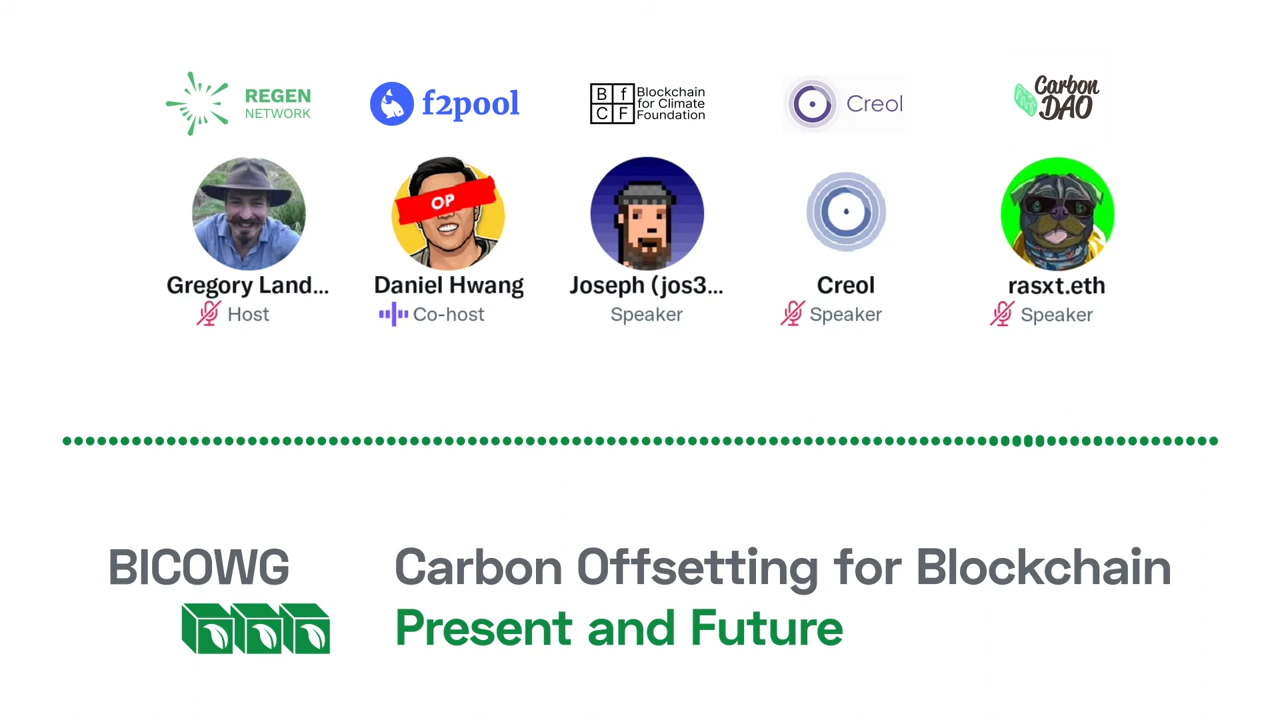 REGEN
NETWORK
f2pool
B f
C F
Blockchain
for Climate
Foundation
Creol
Carbon
DAO
OP
Gregory Land...
Daniel Hwang
Joseph (jos3...
Creol
rasxt.eth
Host
Co-host
Speaker
Speaker
Speaker
BICOWG
Carbon Offsetting for Blockchain
Present and Future